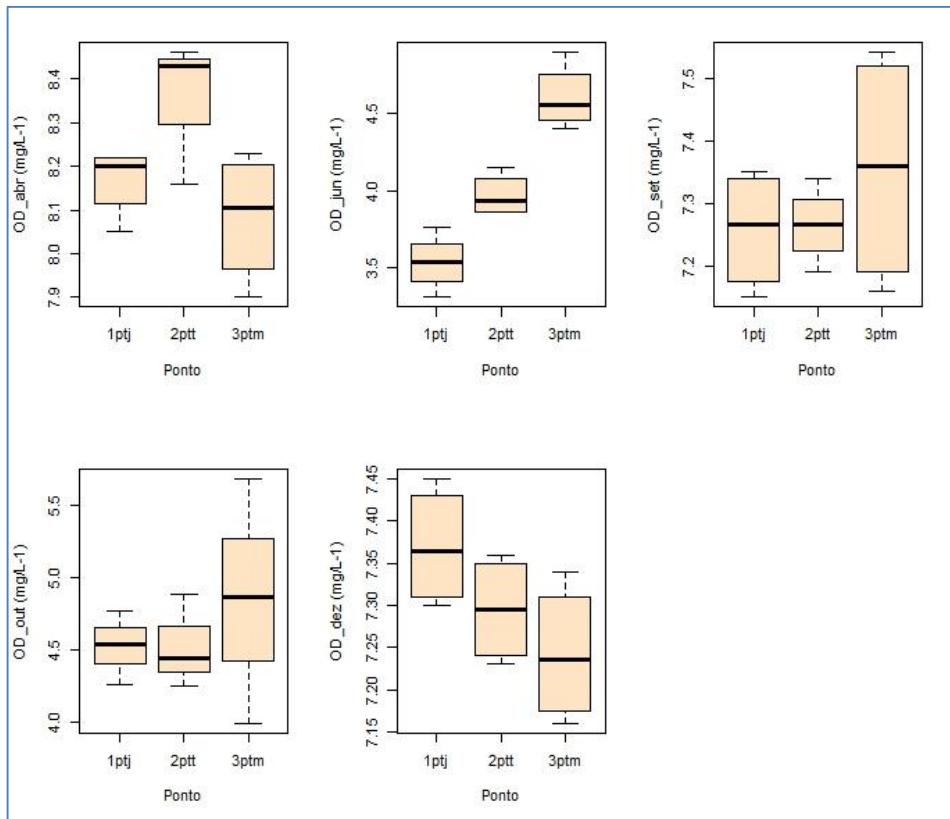 OD_abr (mg/L-1)
8.4
8.3
8.2
8.1
8.0
7.9
1ptj 2ptt 3ptm
Ponto
OD_jun (mg/L-1)
4.5
4.0
3.5
1ptj 2ptt 3ptm
Ponto
OD_set (mg/L-1)
7.5
7.4
7.3
7.2
1ptj 2ptt 3ptm
Ponto
OD_out (mg/L-1)
5.5
5.0
4.5
4.0
1ptj 2ptt 3ptm
Ponto
OD_dez (mg/L-1)
7.45
7.40
7.35
7.30
7.25
7.20
7.15
1ptj 2ptt 3ptm
Ponto